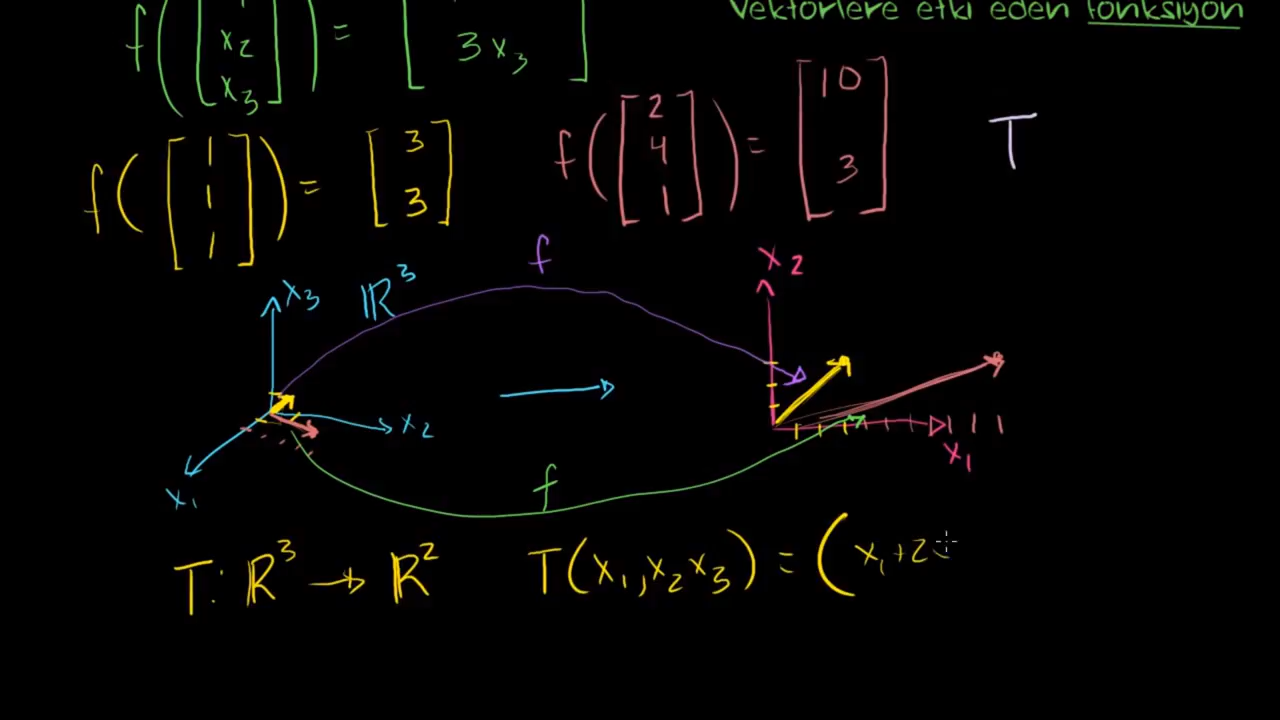 Vektörlere etki eden fonksiyon
f([x₂ x₃]) = [3x₃]
f([1 1 1]) = [3 3]
f([2 4 1]) = [10 3]
T
f
x₃ ℝ³
x₂
x₂
x₁
x₁
f
T: ℝ³ → ℝ² T(x₁, x₂ x₃) = (x₁ + 2